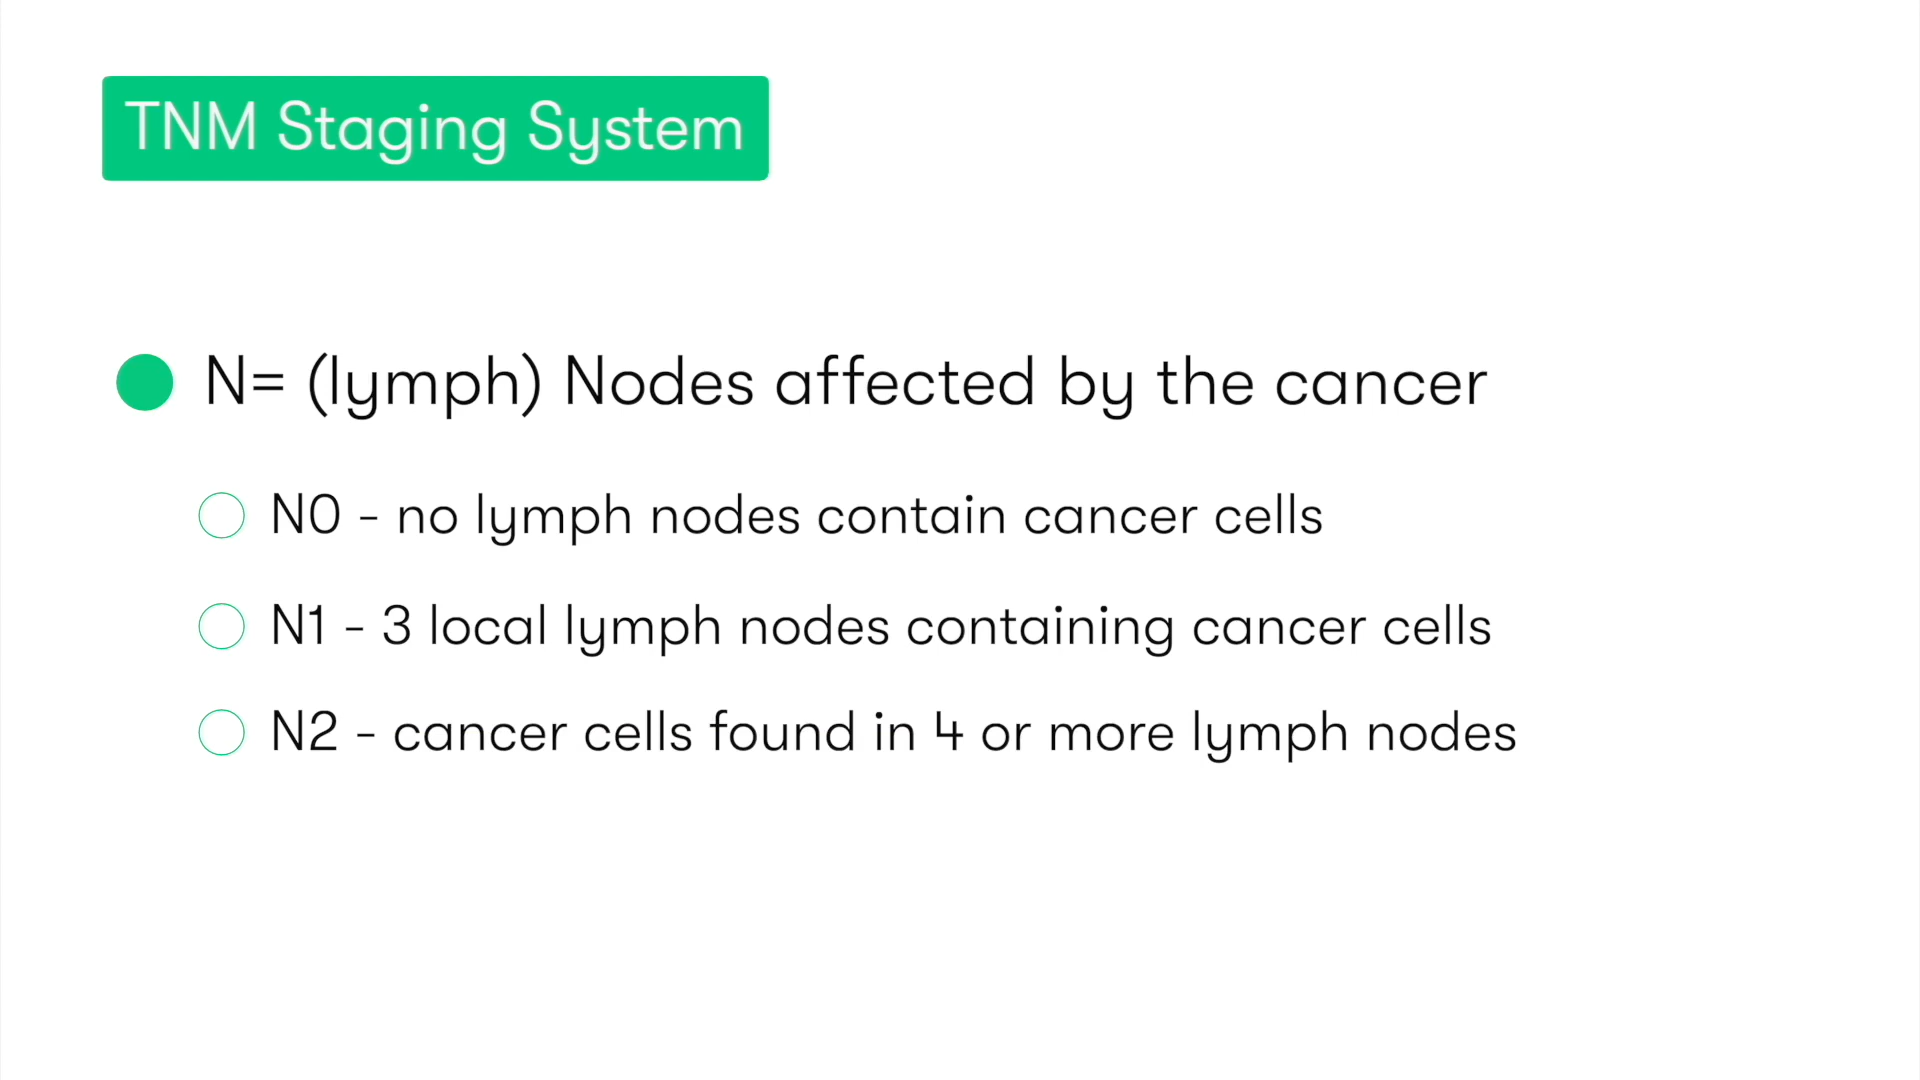 TNM Staging System
N= (lymph) Nodes affected by the cancer
N0 - no lymph nodes contain cancer cells
N1 - 3 local lymph nodes containing cancer cells
N2 - cancer cells found in 4 or more lymph nodes